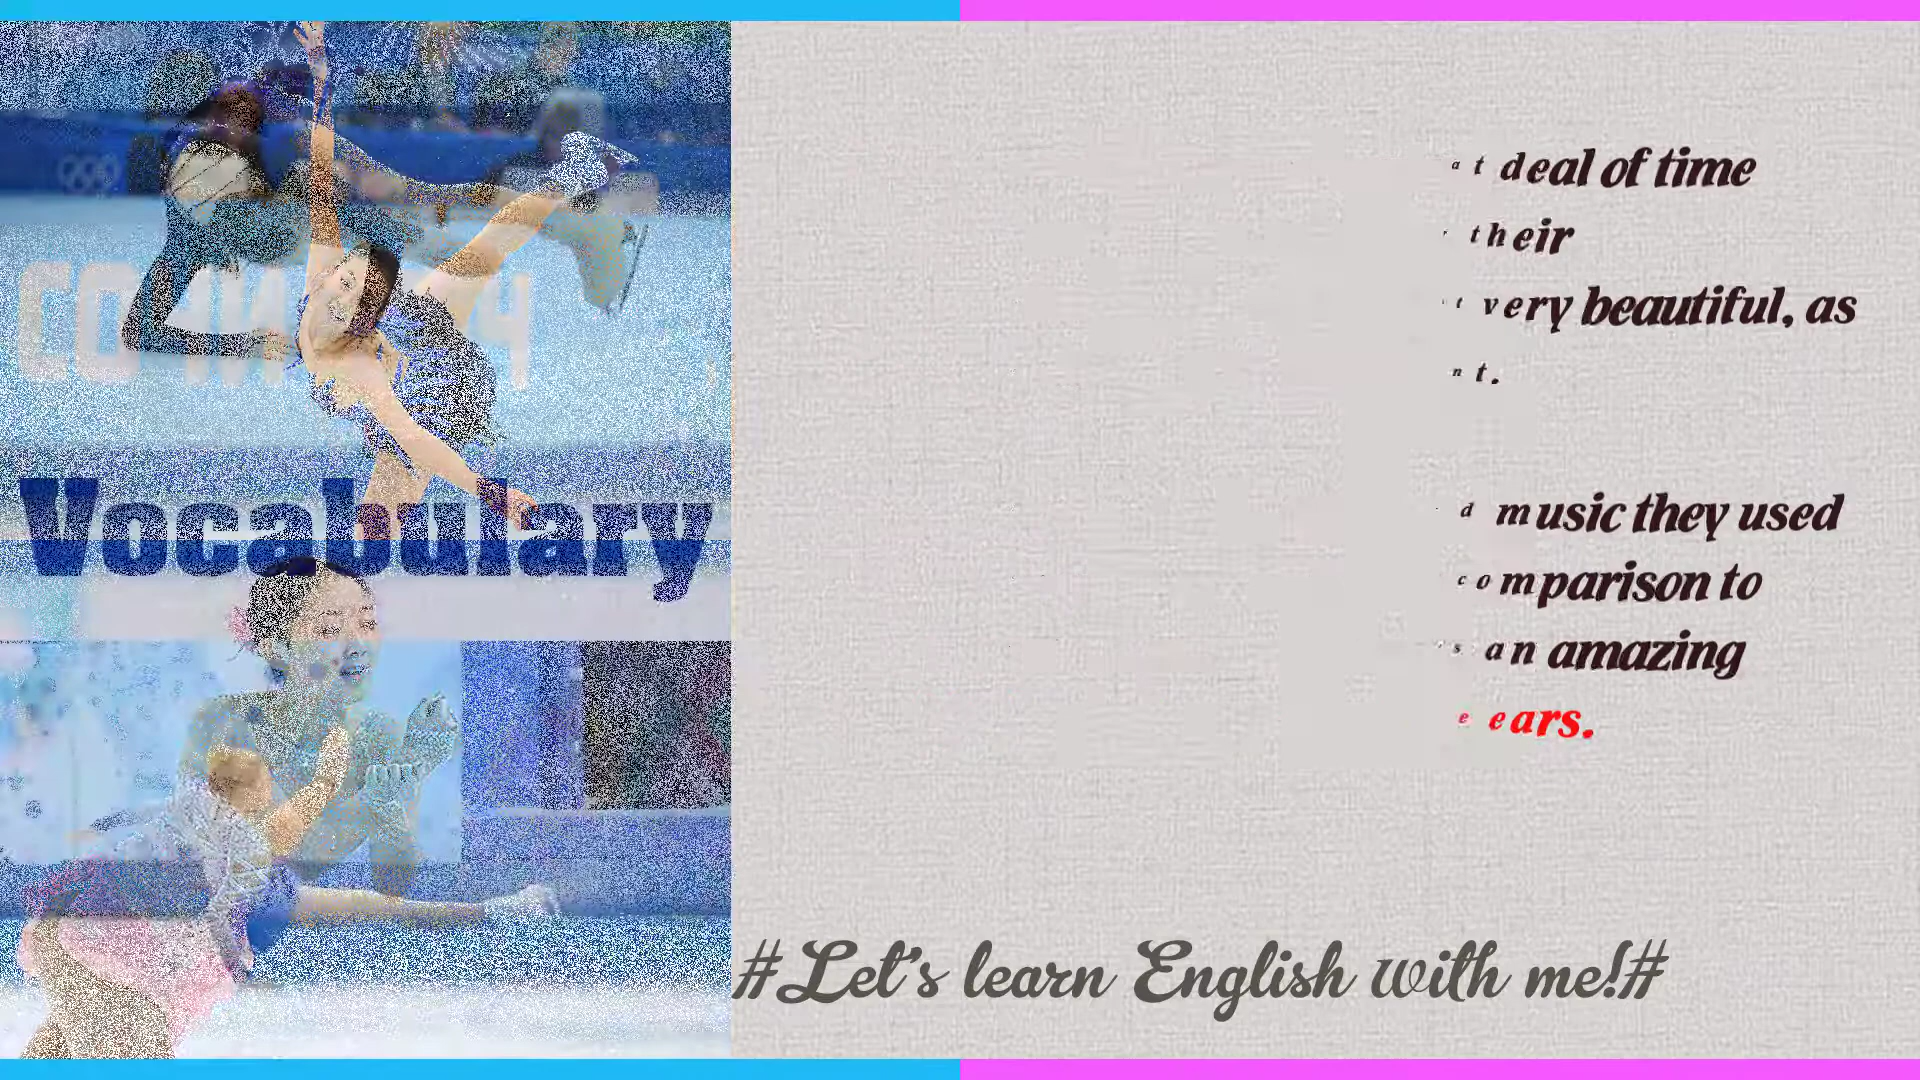 deal of time
their
very beautiful, as
music they used
comparison to
an amazing
ears.
Vocabulary
#Let's learn English with me!#